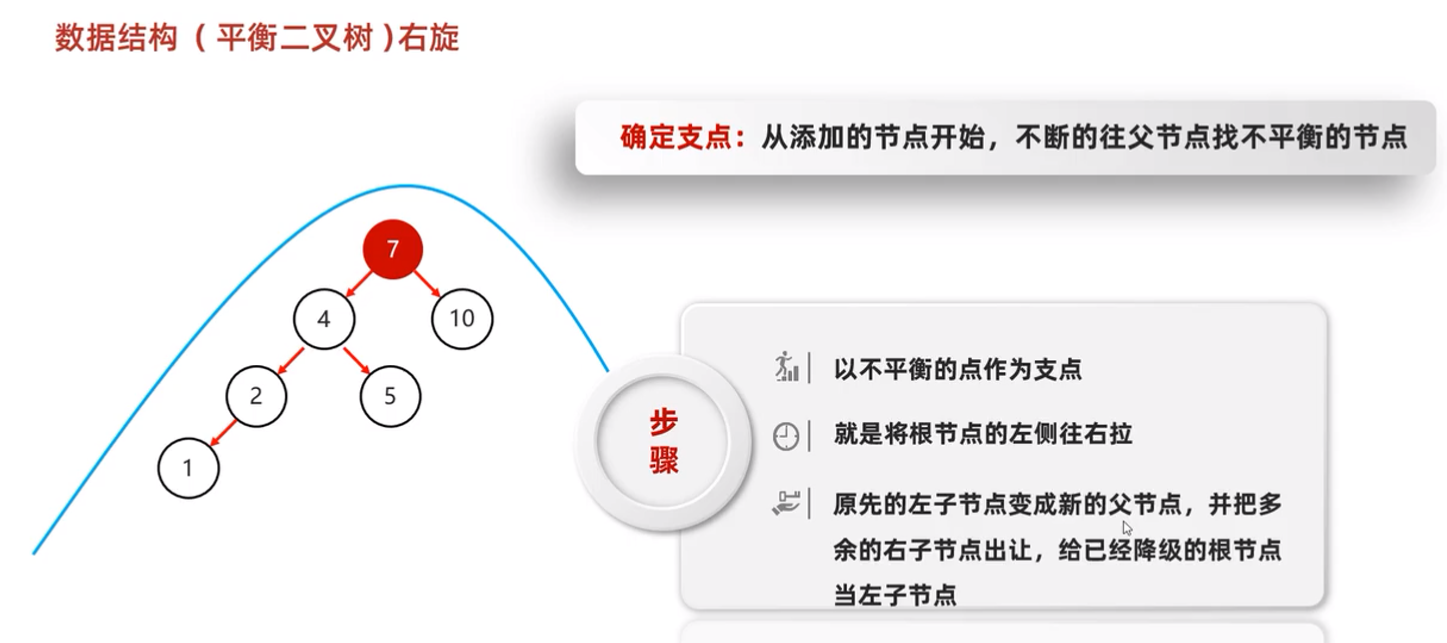 数据结构（平衡二叉树）右旋
确定支点：从添加的节点开始，不断的往父节点找不平衡的节点
7
4
10
2
5
1
步
骤
以不平衡的点作为支点
就是将根节点的左侧往右拉
原先的左子节点变成新的父节点，并把多
余的右子节点出让，给已经降级的根节点
当左子节点